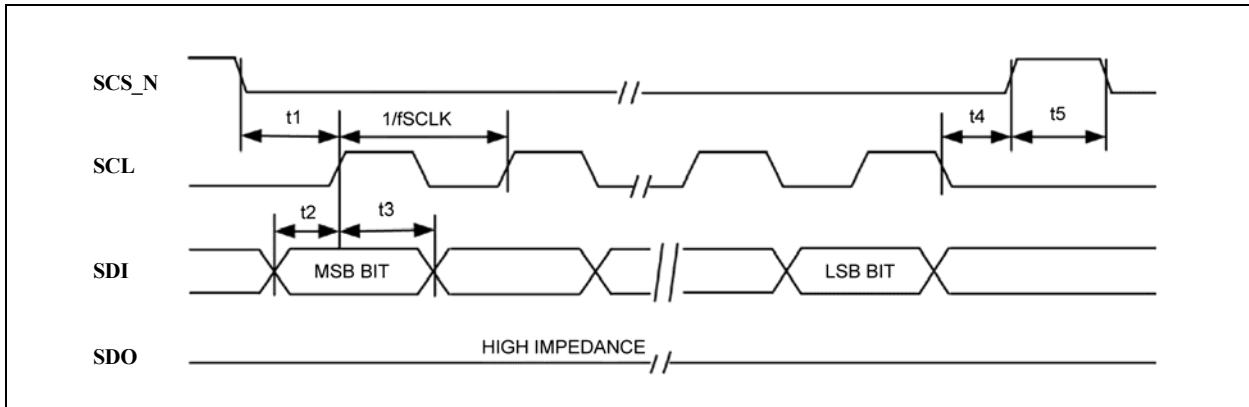 SCS_N
t1
1/fSCLK
t4
t5
SCL
t2
t3
SDI
MSB BIT
LSB BIT
SDO
HIGH IMPEDANCE